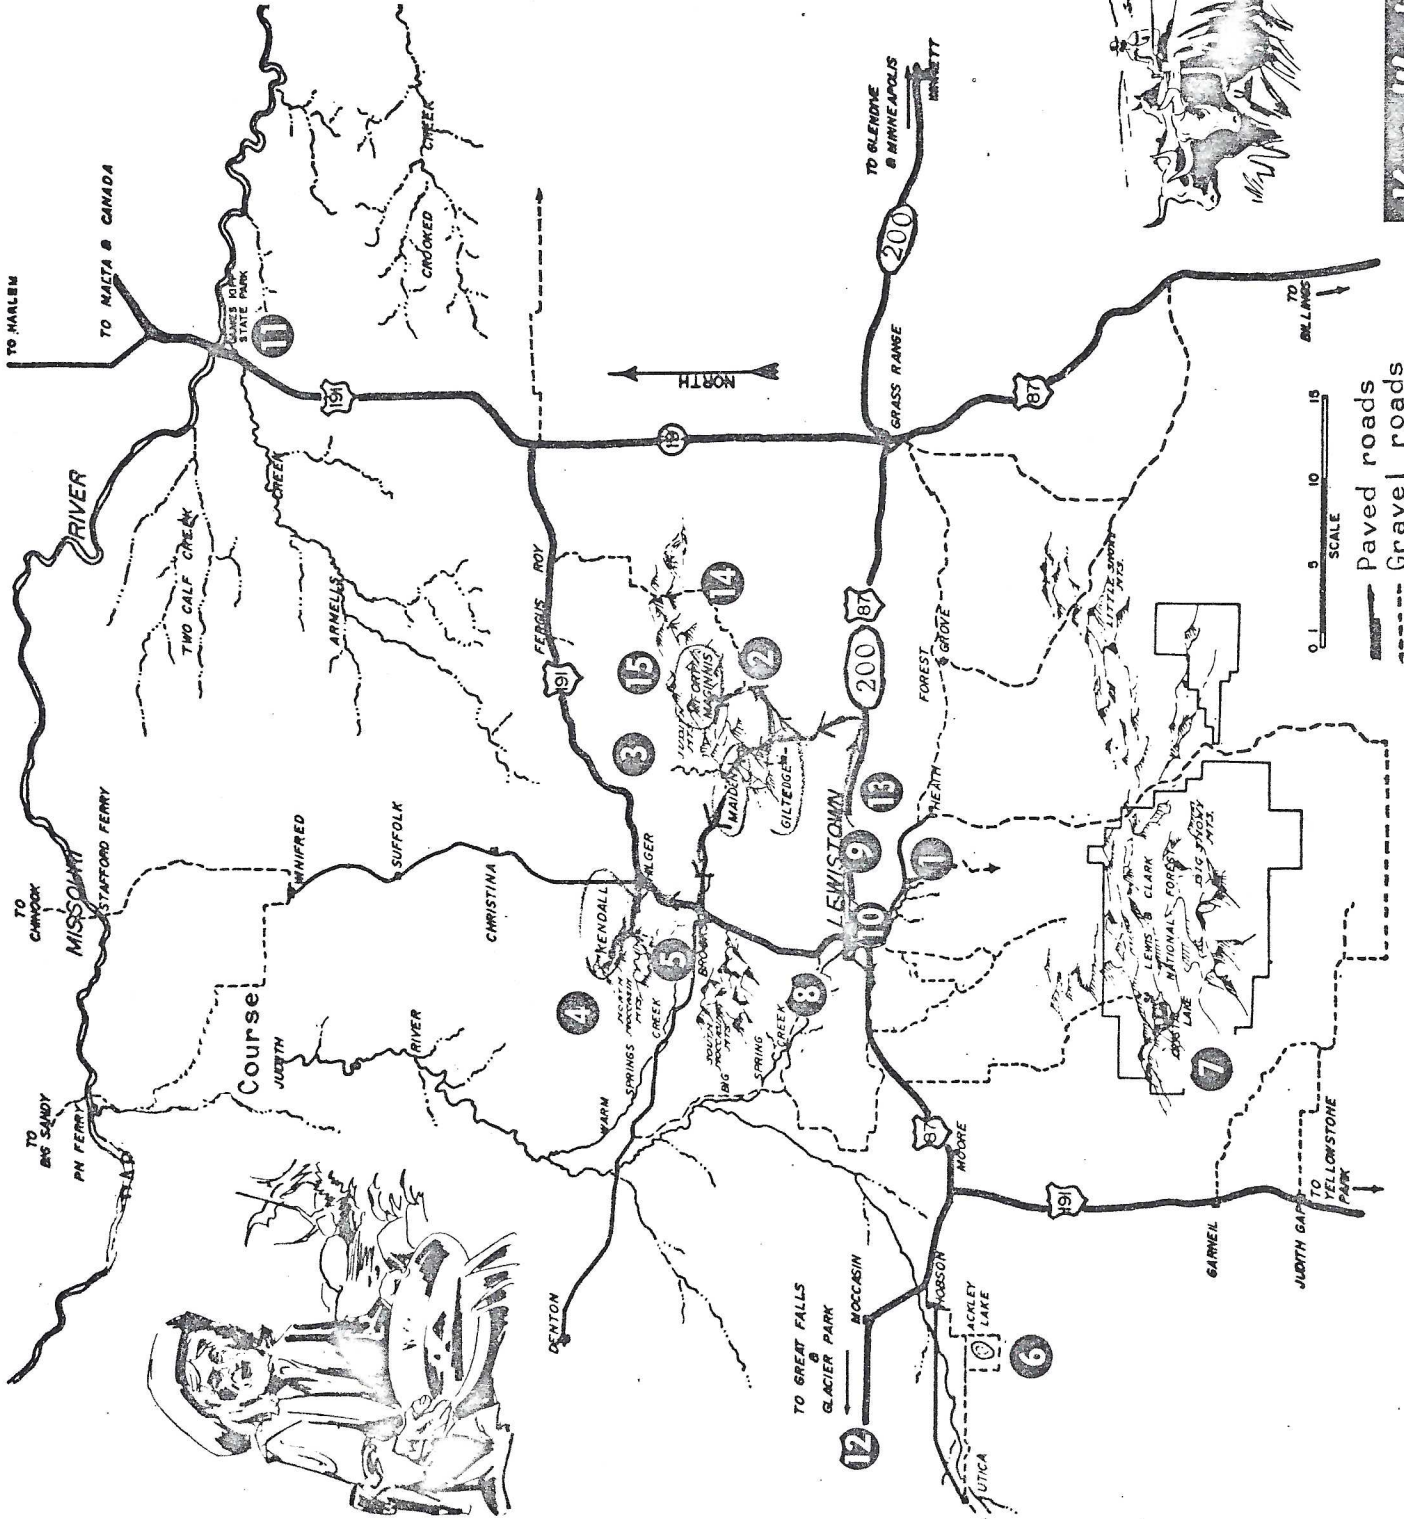 TO HARLEM
TO MALTA & CANADA
TO
CHINOOK
MISSOURI
STAFFORD FERRY
RIVER
TO
BIG SANDY
PN FERRY
JAMES KIPP
STATE PARK
11
TWO CALF CREEK
ARMELLS
CREEK
CROOKED
CREEK
191
WINIFRED
SUFFOLK
CHRISTINA
Course
JUDITH
RIVER
FERGUS
ROY
191
19
NORTH
KENDALL
HILGER
4
NORTH
MOCCASIN
MTS
WARM
SPRINGS
CREEK
5
3
15
14
2
JUDITH
MTS
FORT
MAGINNIS
MAIDEN
GILTEDGE
DENTON
SOUTH
MOCCASIN
MTS
BIG
SPRING
CREEK
8
LEWISTOWN
9
10
13
1
HEATH
FOREST
GROVE
200
87
GRASS RANGE
200
TO GLENDIVE
& MINNEAPOLIS
WINNETT
87
TO
BILLINGS
TO GREAT FALLS
&
GLACIER PARK
12
MOCCASIN
HOBSON
UTICA
ACKLEY
LAKE
6
87
MOORE
191
GARNEIL
JUDITH GAP
TO
YELLOWSTONE
PARK
7
CRYSTAL
LAKE
LEWIS & CLARK
NATIONAL FOREST
BIG SNOWY
MTS.
LITTLE SNOWY
MTS.
0 1 5 10 15
SCALE
Paved roads
Gravel roads